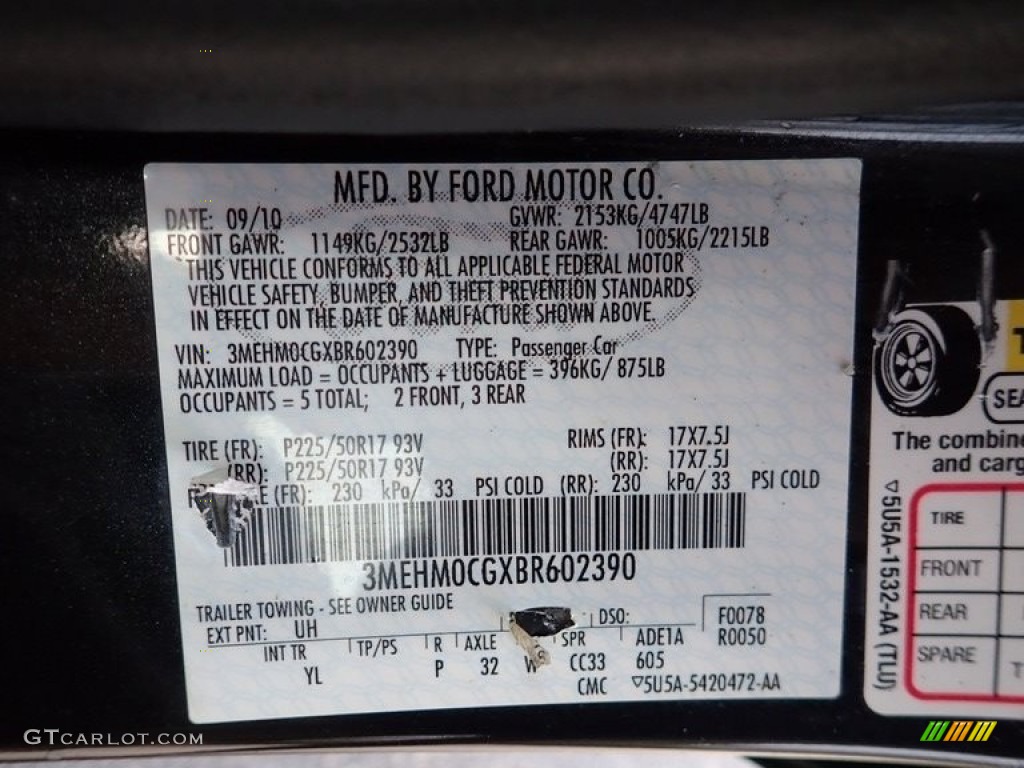 MFD. BY FORD MOTOR CO.
DATE: 09/10 GVWR: 2153KG/4747LB
FRONT GAWR: 1149KG/2532LB REAR GAWR: 1005KG/2215LB
THIS VEHICLE CONFORMS TO ALL APPLICABLE FEDERAL MOTOR
VEHICLE SAFETY, BUMPER, AND THEFT PREVENTION STANDARDS
IN EFFECT ON THE DATE OF MANUFACTURE SHOWN ABOVE.
VIN: 3MEHM0CGXBR602390 TYPE: Passenger Car
MAXIMUM LOAD = OCCUPANTS + LUGGAGE = 396KG/ 875LB
OCCUPANTS = 5 TOTAL; 2 FRONT, 3 REAR
TIRE (FR): P225/50R17 93V RIMS (FR): 17X7.5J
(RR): P225/50R17 93V (RR): 17X7.5J
(FR): 230 kPa/ 33 PSI COLD (RR): 230 kPa/ 33 PSI COLD
3MEHM0CGXBR602390
TRAILER TOWING - SEE OWNER GUIDE
EXT PNT: UH DSO: F0078
R0050
INT TR TP/PS R AXLE SPR ADE1A
YL P 32 CC33 605
CMC ▽5U5A-5420472-AA
The combine
and carg
TIRE
FRONT
REAR
SPARE
▽5U5A-1532-AA (TLU)
GTCARLOT.COM